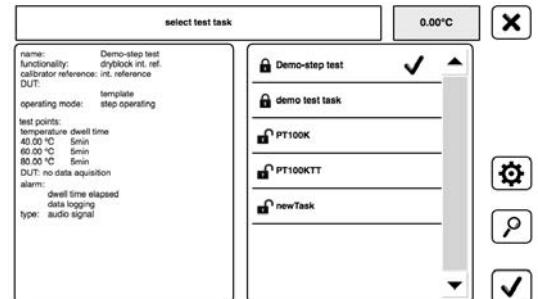 select test task
0.00°C
name: Demo-step test
functionality: dryblock int. ref.
calibrator reference: int. reference
DUT:
template
operating mode: step operating
test points:
temperature dwell time
40.00 °C 5min
60.00 °C 5min
80.00 °C 5min
DUT: no data aquisition
alarm:
dwell time elapsed
data logging
type: audio signal
Demo-step test
demo test task
PT100K
PT100KTT
newTask